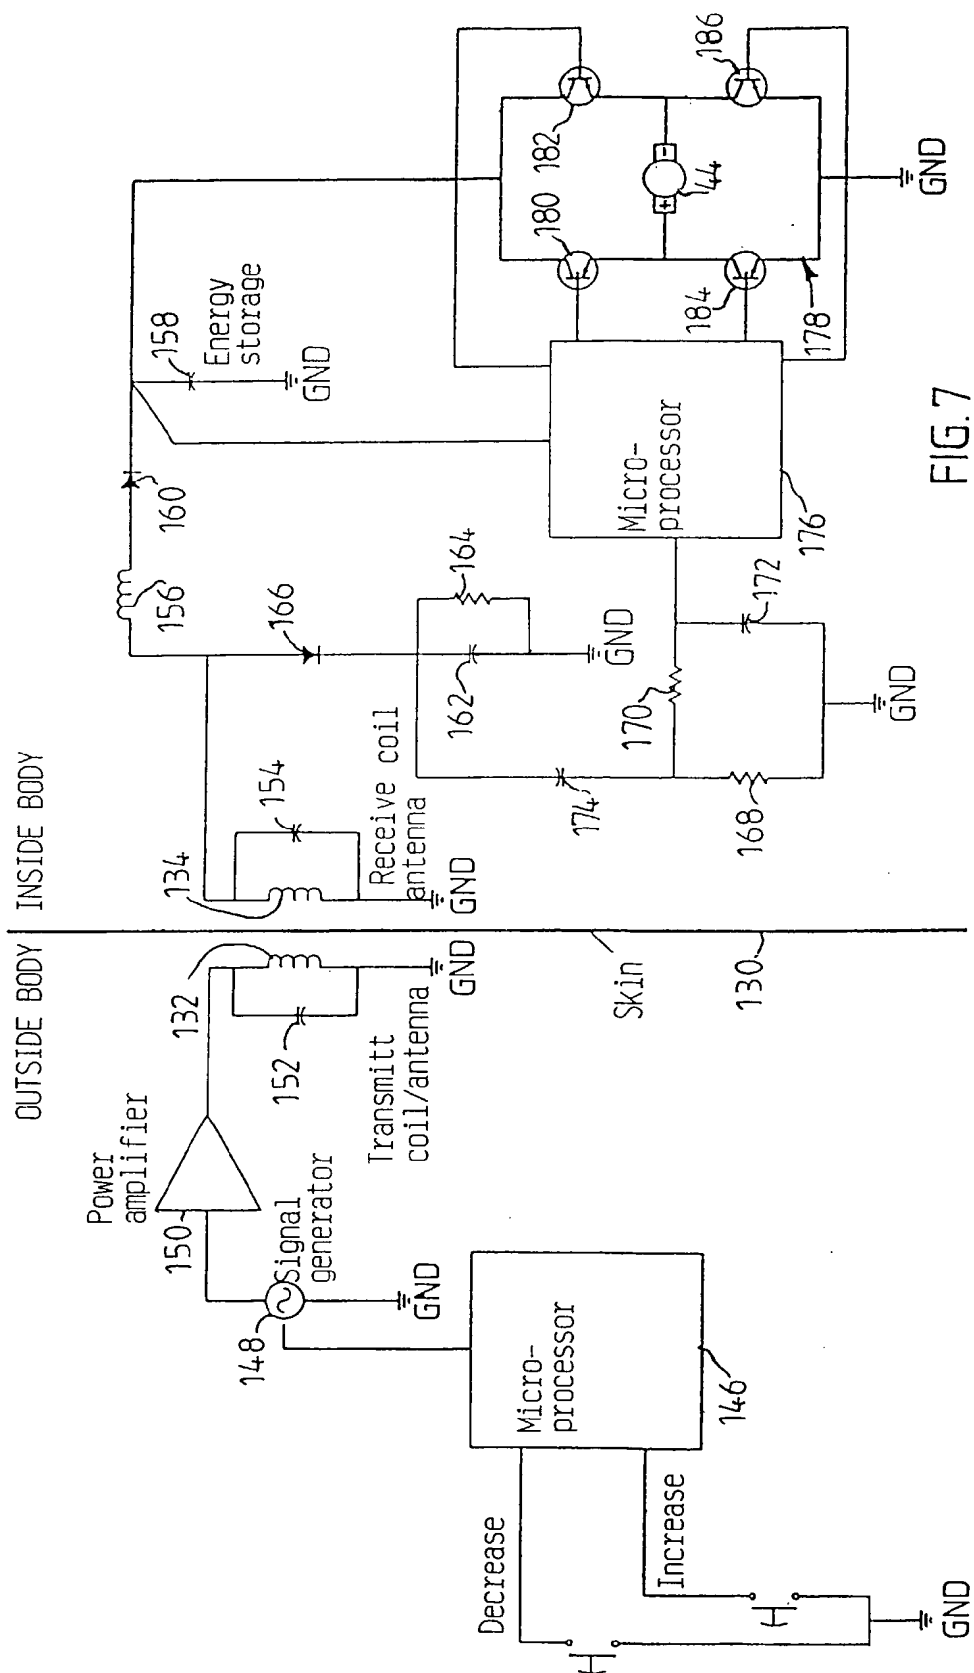 OUTSIDE BODY
INSIDE BODY
Power
amplifier
150
132
152
Transmitt
coil/antenna
GND
Signal
generator
148
GND
Micro-
processor
146
Decrease
Increase
GND
Skin
130
134
154
Receive coil
antenna
GND
156
160
158
Energy
storage
GND
166
164
162
GND
174
170
172
168
GND
Micro-
processor
176
180
182
184
186
+
-
44
178
GND
FIG. 7